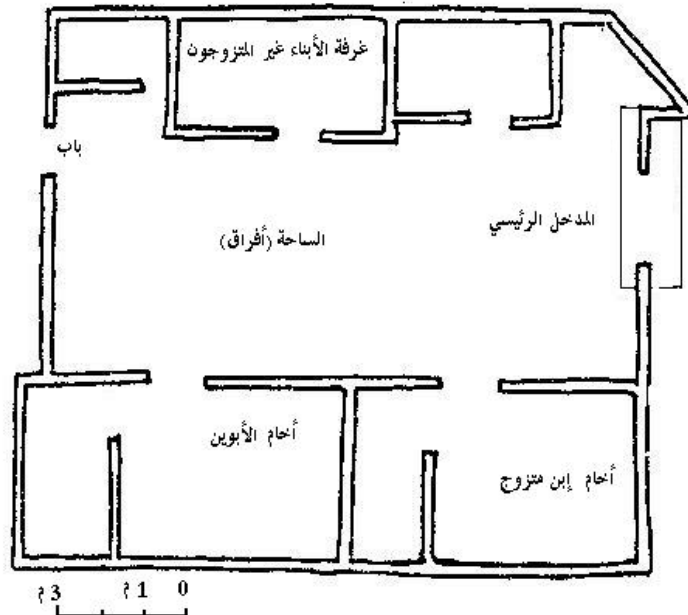 غرفة الأبناء غير المتزوجون
باب
المدخل الرئيسي
الساحة (أفراق)
أخام الأبوين
أخام إبن متزوج
3 م 1 م 0